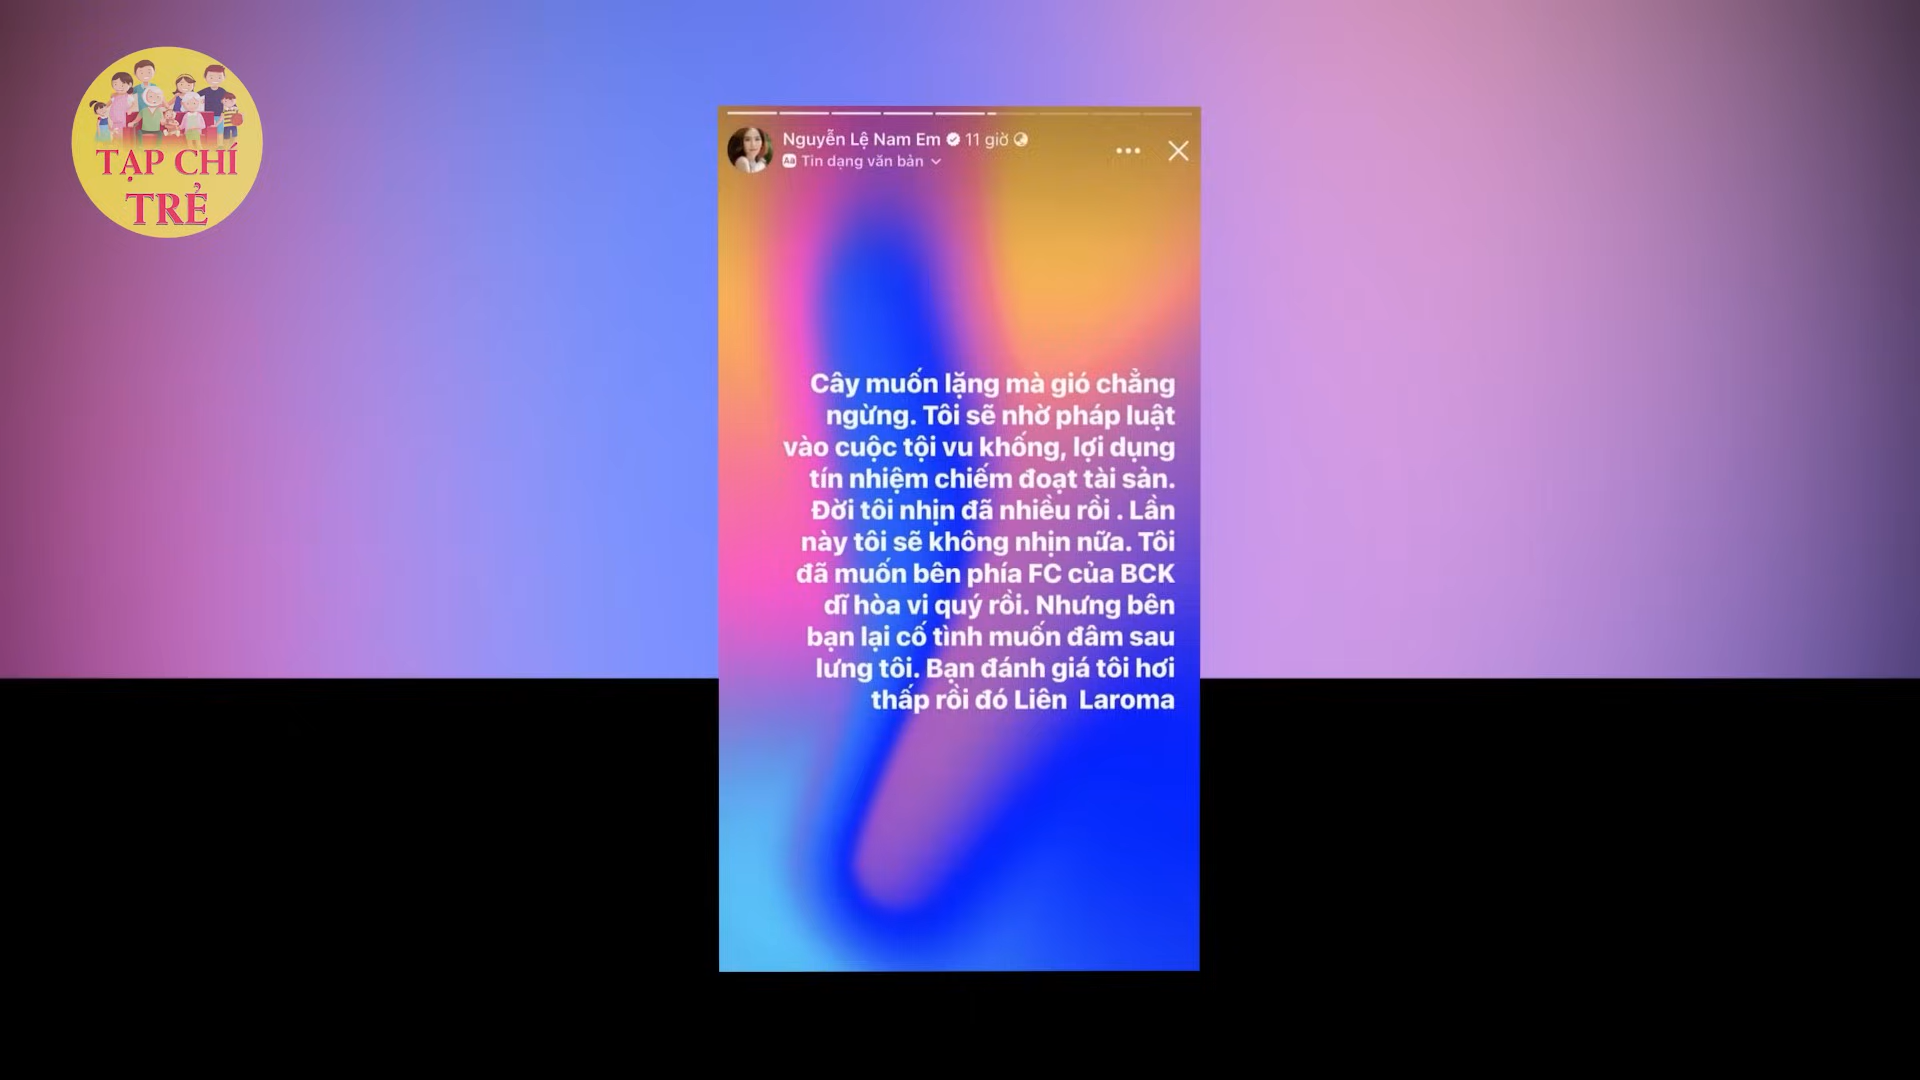 TẠP CHÍ
TRẺ
Nguyễn Lệ Nam Em 11 giờ
Aa Tin dạng văn bản
Cây muốn lặng mà gió chẳng
ngừng. Tôi sẽ nhờ pháp luật
vào cuộc tội vu khống, lợi dụng
tín nhiệm chiếm đoạt tài sản.
Đời tôi nhịn đã nhiều rồi . Lần
này tôi sẽ không nhịn nữa. Tôi
đã muốn bên phía FC của BCK
dĩ hòa vi quý rồi. Nhưng bên
bạn lại cố tình muốn đâm sau
lưng tôi. Bạn đánh giá tôi hơi
thấp rồi đó Liên Laroma